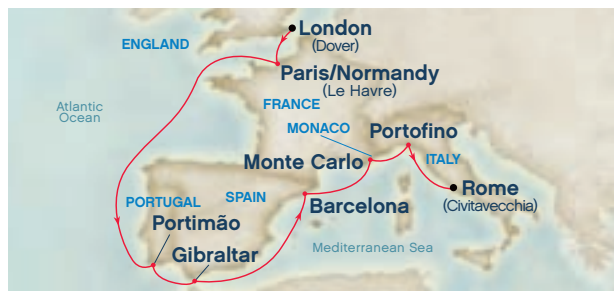 London
(Dover)
ENGLAND
Paris/Normandy
(Le Havre)
Atlantic
Ocean
FRANCE
MONACO
Portofino
Monte Carlo
ITALY
Rome
(Civitavecchia)
PORTUGAL
SPAIN
Barcelona
Portimão
Gibraltar
Mediterranean Sea